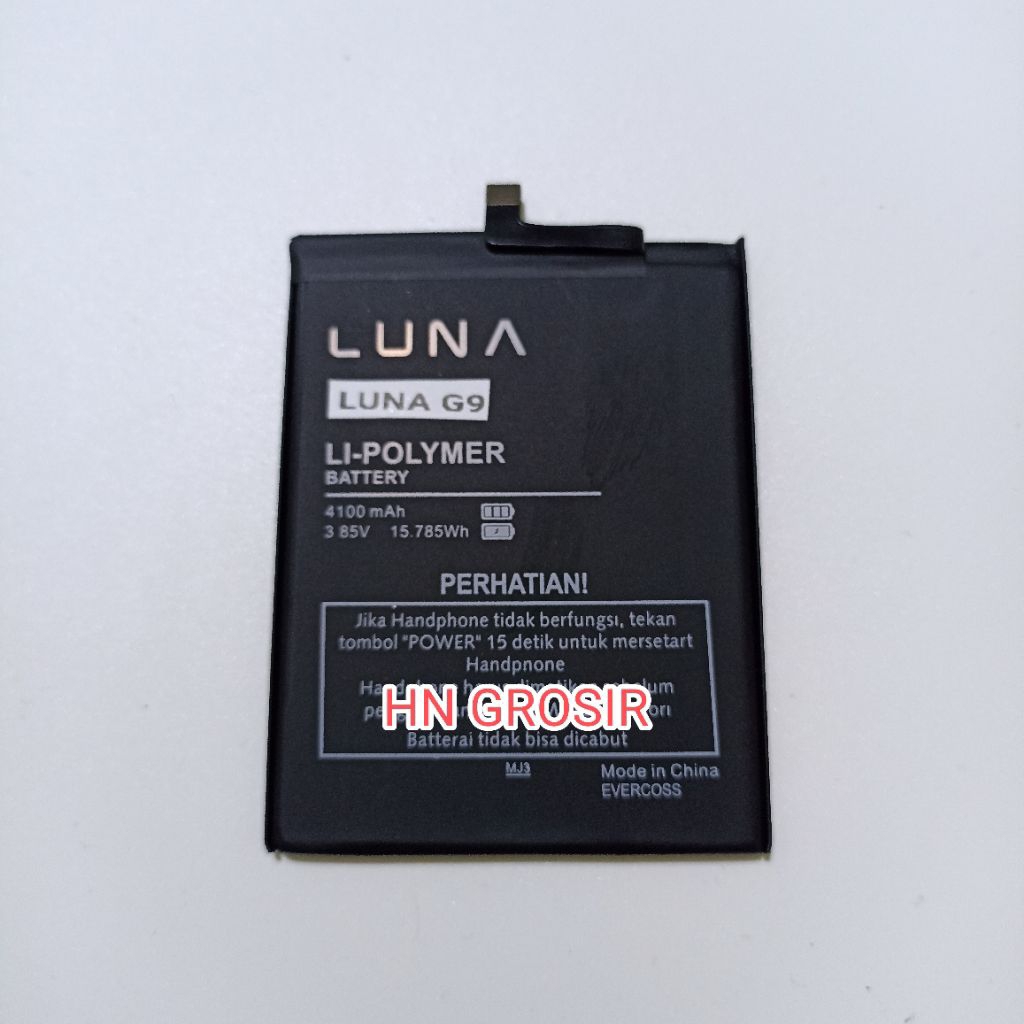 LUNA
LUNA G9
LI-POLYMER
BATTERY
4100 mAh
3.85V 15.785Wh
PERHATIAN!
Jika Handphone tidak berfungsi, tekan
tombol "POWER" 15 detik untuk mersetart
Handpnone
HN GROSIR
Batterai tidak bisa dicabut
MJ3
Mode in China
EVERCOSS